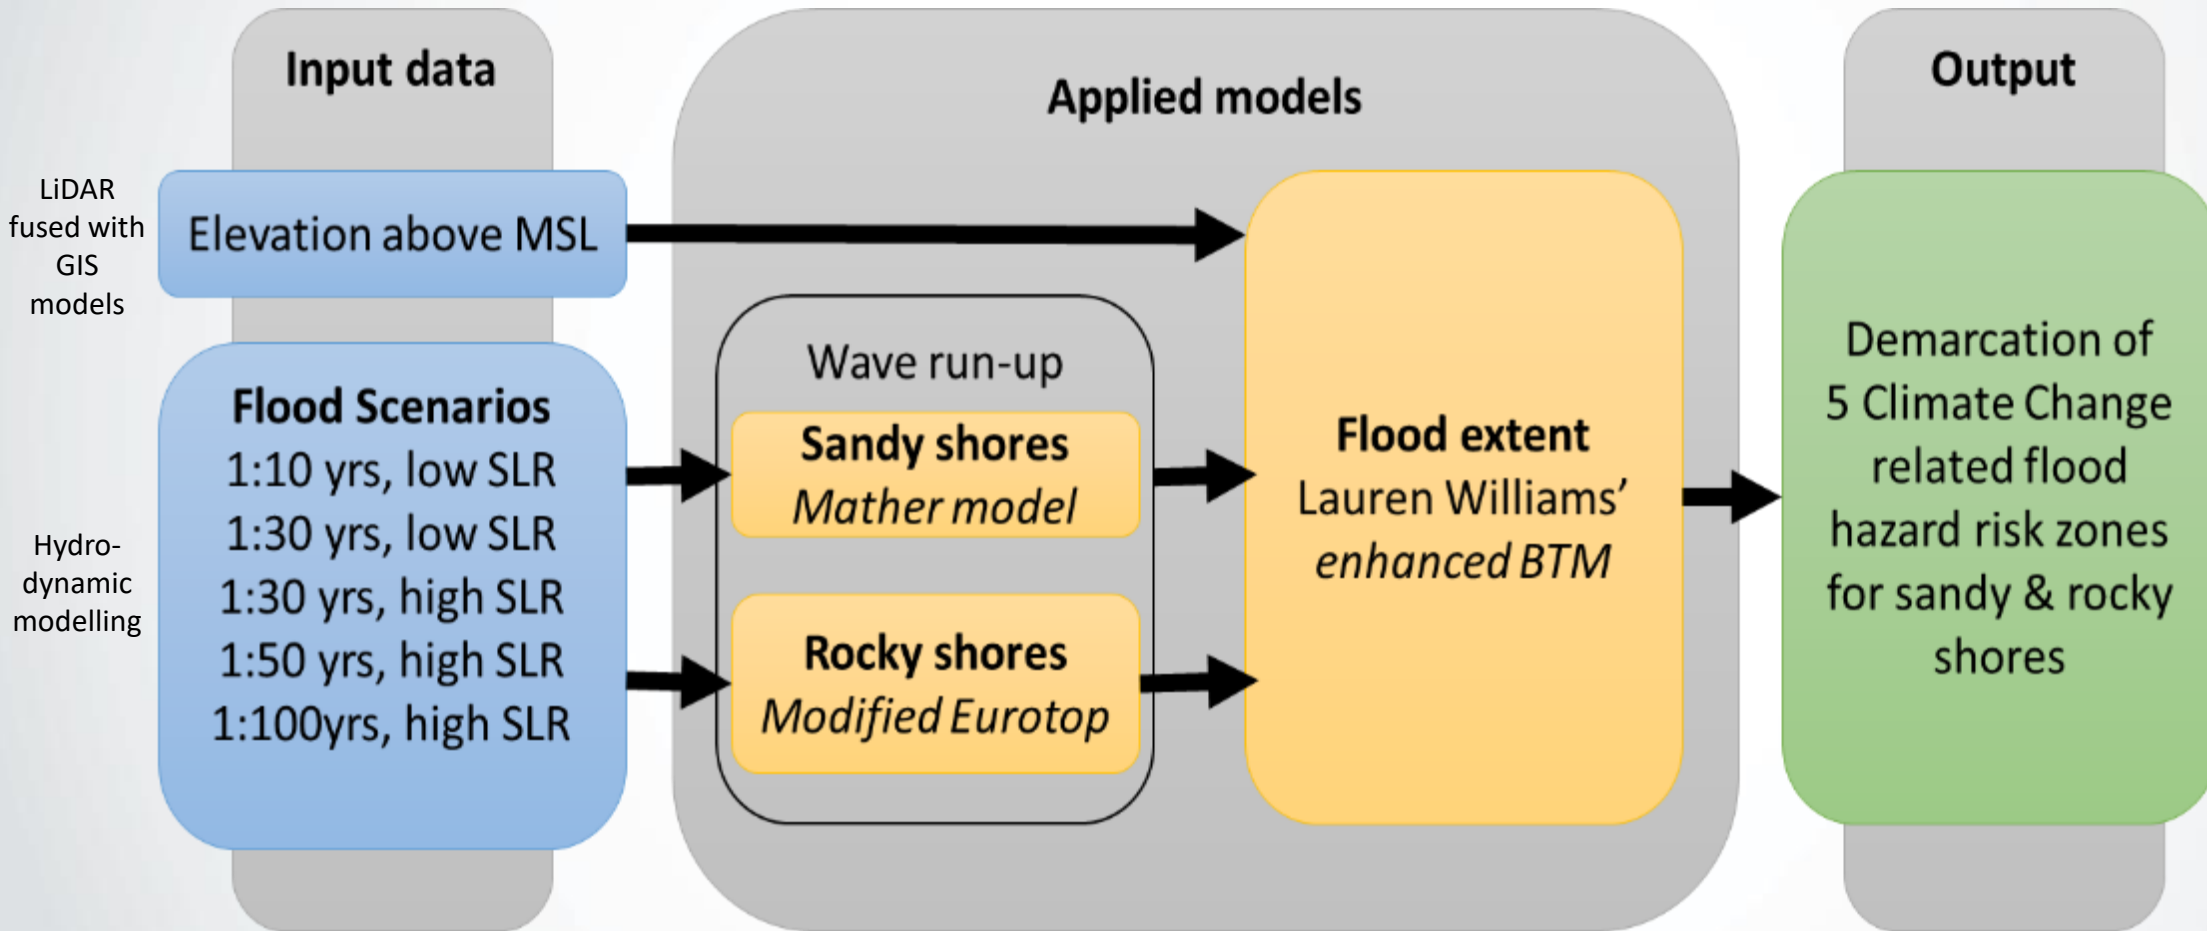 Input data
LiDAR
fused with
GIS
models
Elevation above MSL
Hydro-
dynamic
modelling
Flood Scenarios
1:10 yrs, low SLR
1:30 yrs, low SLR
1:30 yrs, high SLR
1:50 yrs, high SLR
1:100yrs, high SLR
Applied models
Wave run-up
Sandy shores
Mather model
Rocky shores
Modified Eurotop
Flood extent
Lauren Williams’
enhanced BTM
Output
Demarcation of
5 Climate Change
related flood
hazard risk zones
for sandy & rocky
shores